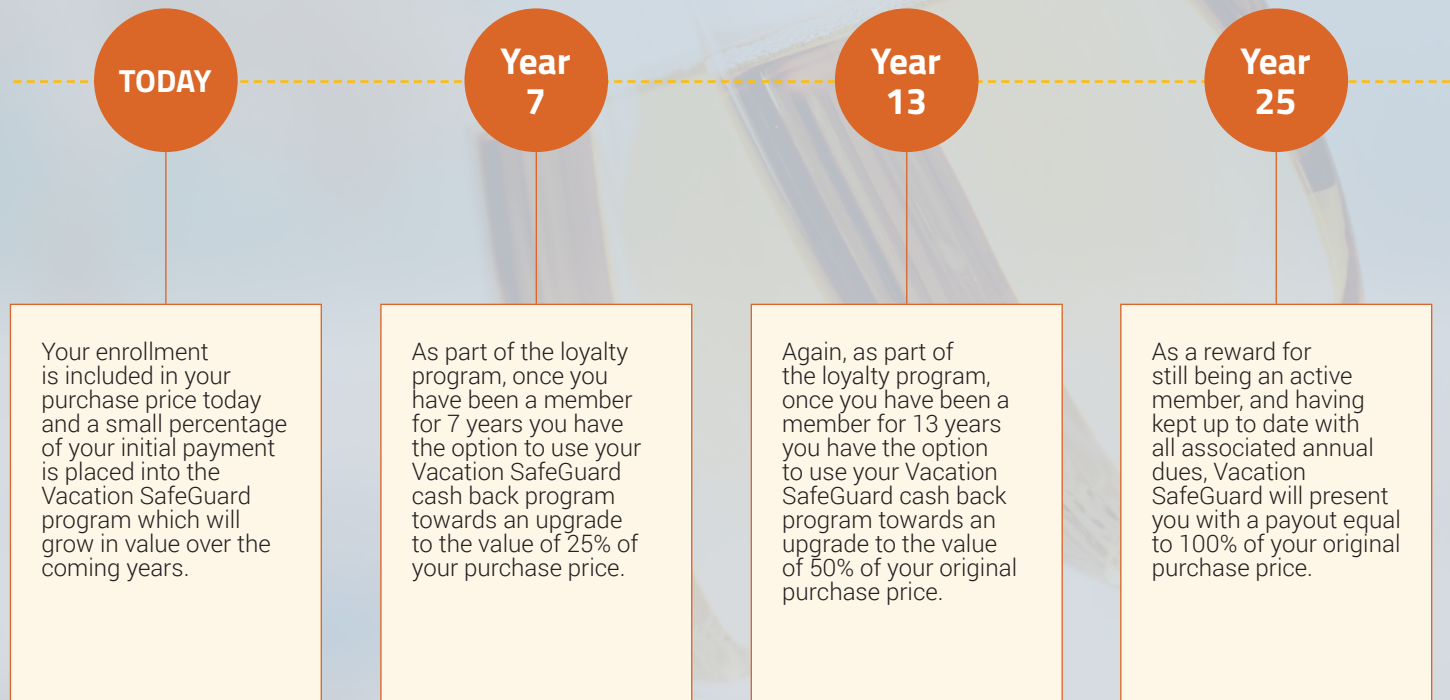 TODAY
Year
7
Year
13
Year
25
Your enrollment
is included in your
purchase price today
and a small percentage
of your initial payment
is placed into the
Vacation SafeGuard
program which will
grow in value over the
coming years.
As part of the loyalty
program, once you
have been a member
for 7 years you have
the option to use your
Vacation SafeGuard
cash back program
towards an upgrade
to the value of 25% of
your purchase price.
Again, as part of
the loyalty program,
once you have been a
member for 13 years
you have the option
to use your Vacation
SafeGuard cash back
program towards an
upgrade to the value
of 50% of your original
purchase price.
As a reward for
still being an active
member, and having
kept up to date with
all associated annual
dues, Vacation
SafeGuard will present
you with a payout equal
to 100% of your original
purchase price.